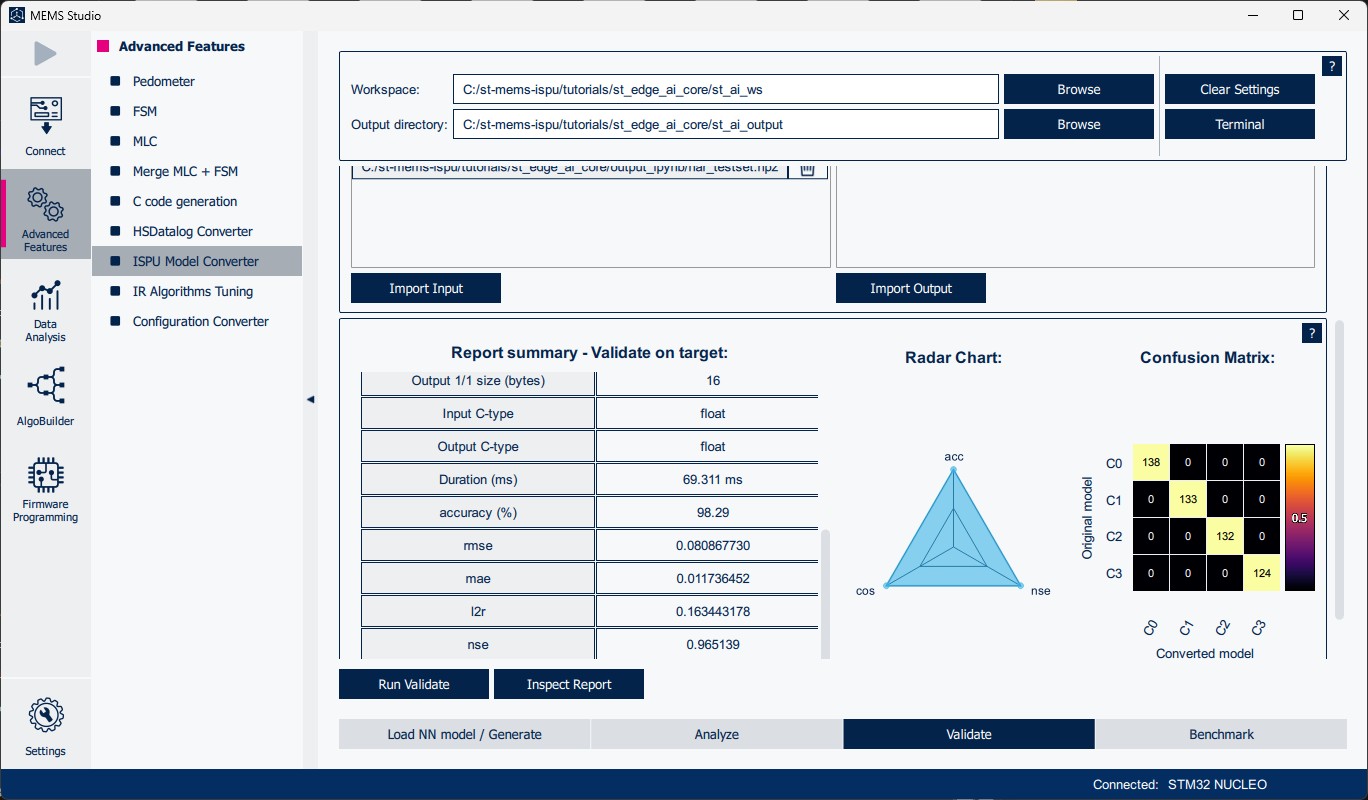 MEMS Studio
Connect
Advanced Features
Data Analysis
AlgoBuilder
Firmware Programming
Settings
Advanced Features
Pedometer
FSM
MLC
Merge MLC + FSM
C code generation
HSDatalog Converter
ISPU Model Converter
IR Algorithms Tuning
Configuration Converter
?
Workspace: C:/st-mems-ispu/tutorials/st_edge_ai_core/st_ai_ws Browse Clear Settings
Output directory: C:/st-mems-ispu/tutorials/st_edge_ai_core/st_ai_output Browse Terminal
C:/st-mems-ispu/tutorials/st_edge_ai_core/output_ipynb/har_testset.npz
Import Input Import Output
?
Report summary - Validate on target:
Output 1/1 size (bytes) 16
Input C-type float
Output C-type float
Duration (ms) 69.311 ms
accuracy (%) 98.29
rmse 0.080867730
mae 0.011736452
l2r 0.163443178
nse 0.965139
Radar Chart:
acc
cos nse
Confusion Matrix:
Original model
C0 138 0 0 0
C1 0 133 0 0
C2 0 0 132 0
C3 0 0 0 124
0.5
C0 C1 C2 C3
Converted model
Run Validate Inspect Report
Load NN model / Generate Analyze Validate Benchmark
Connected: STM32 NUCLEO